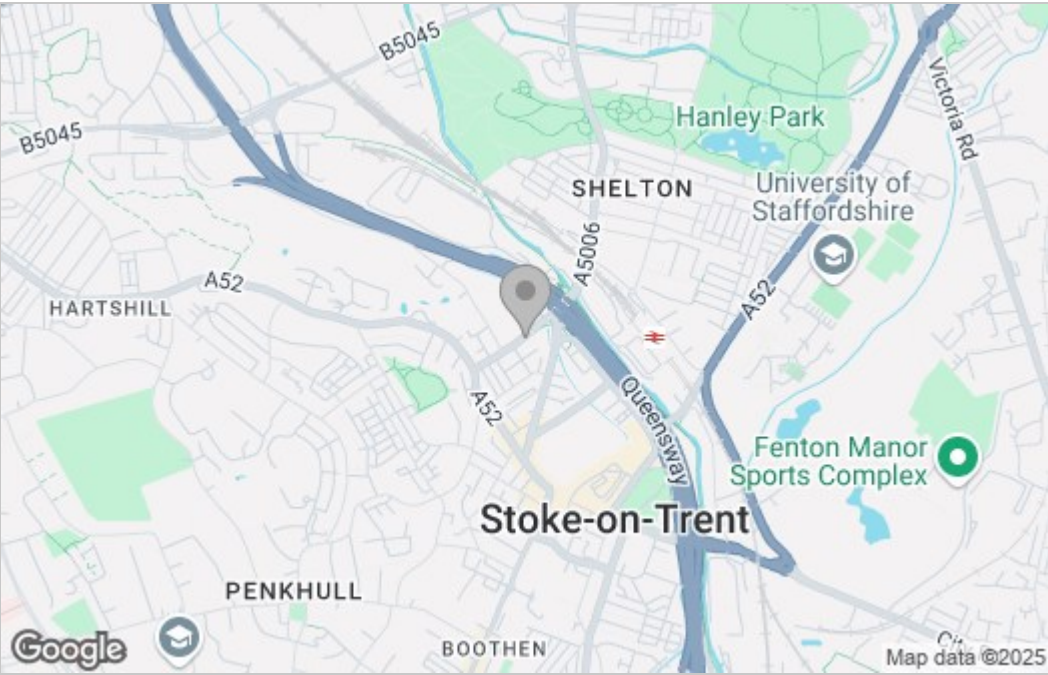 B5045
B5045
Victoria Rd
Hanley Park
SHELTON
University of
Staffordshire
A5006
A52
A52
HARTSHILL
Queensway
A52
Fenton Manor
Sports Complex
Stoke-on-Trent
PENKHULL
BOOTHEN
Google
Map data ©2025